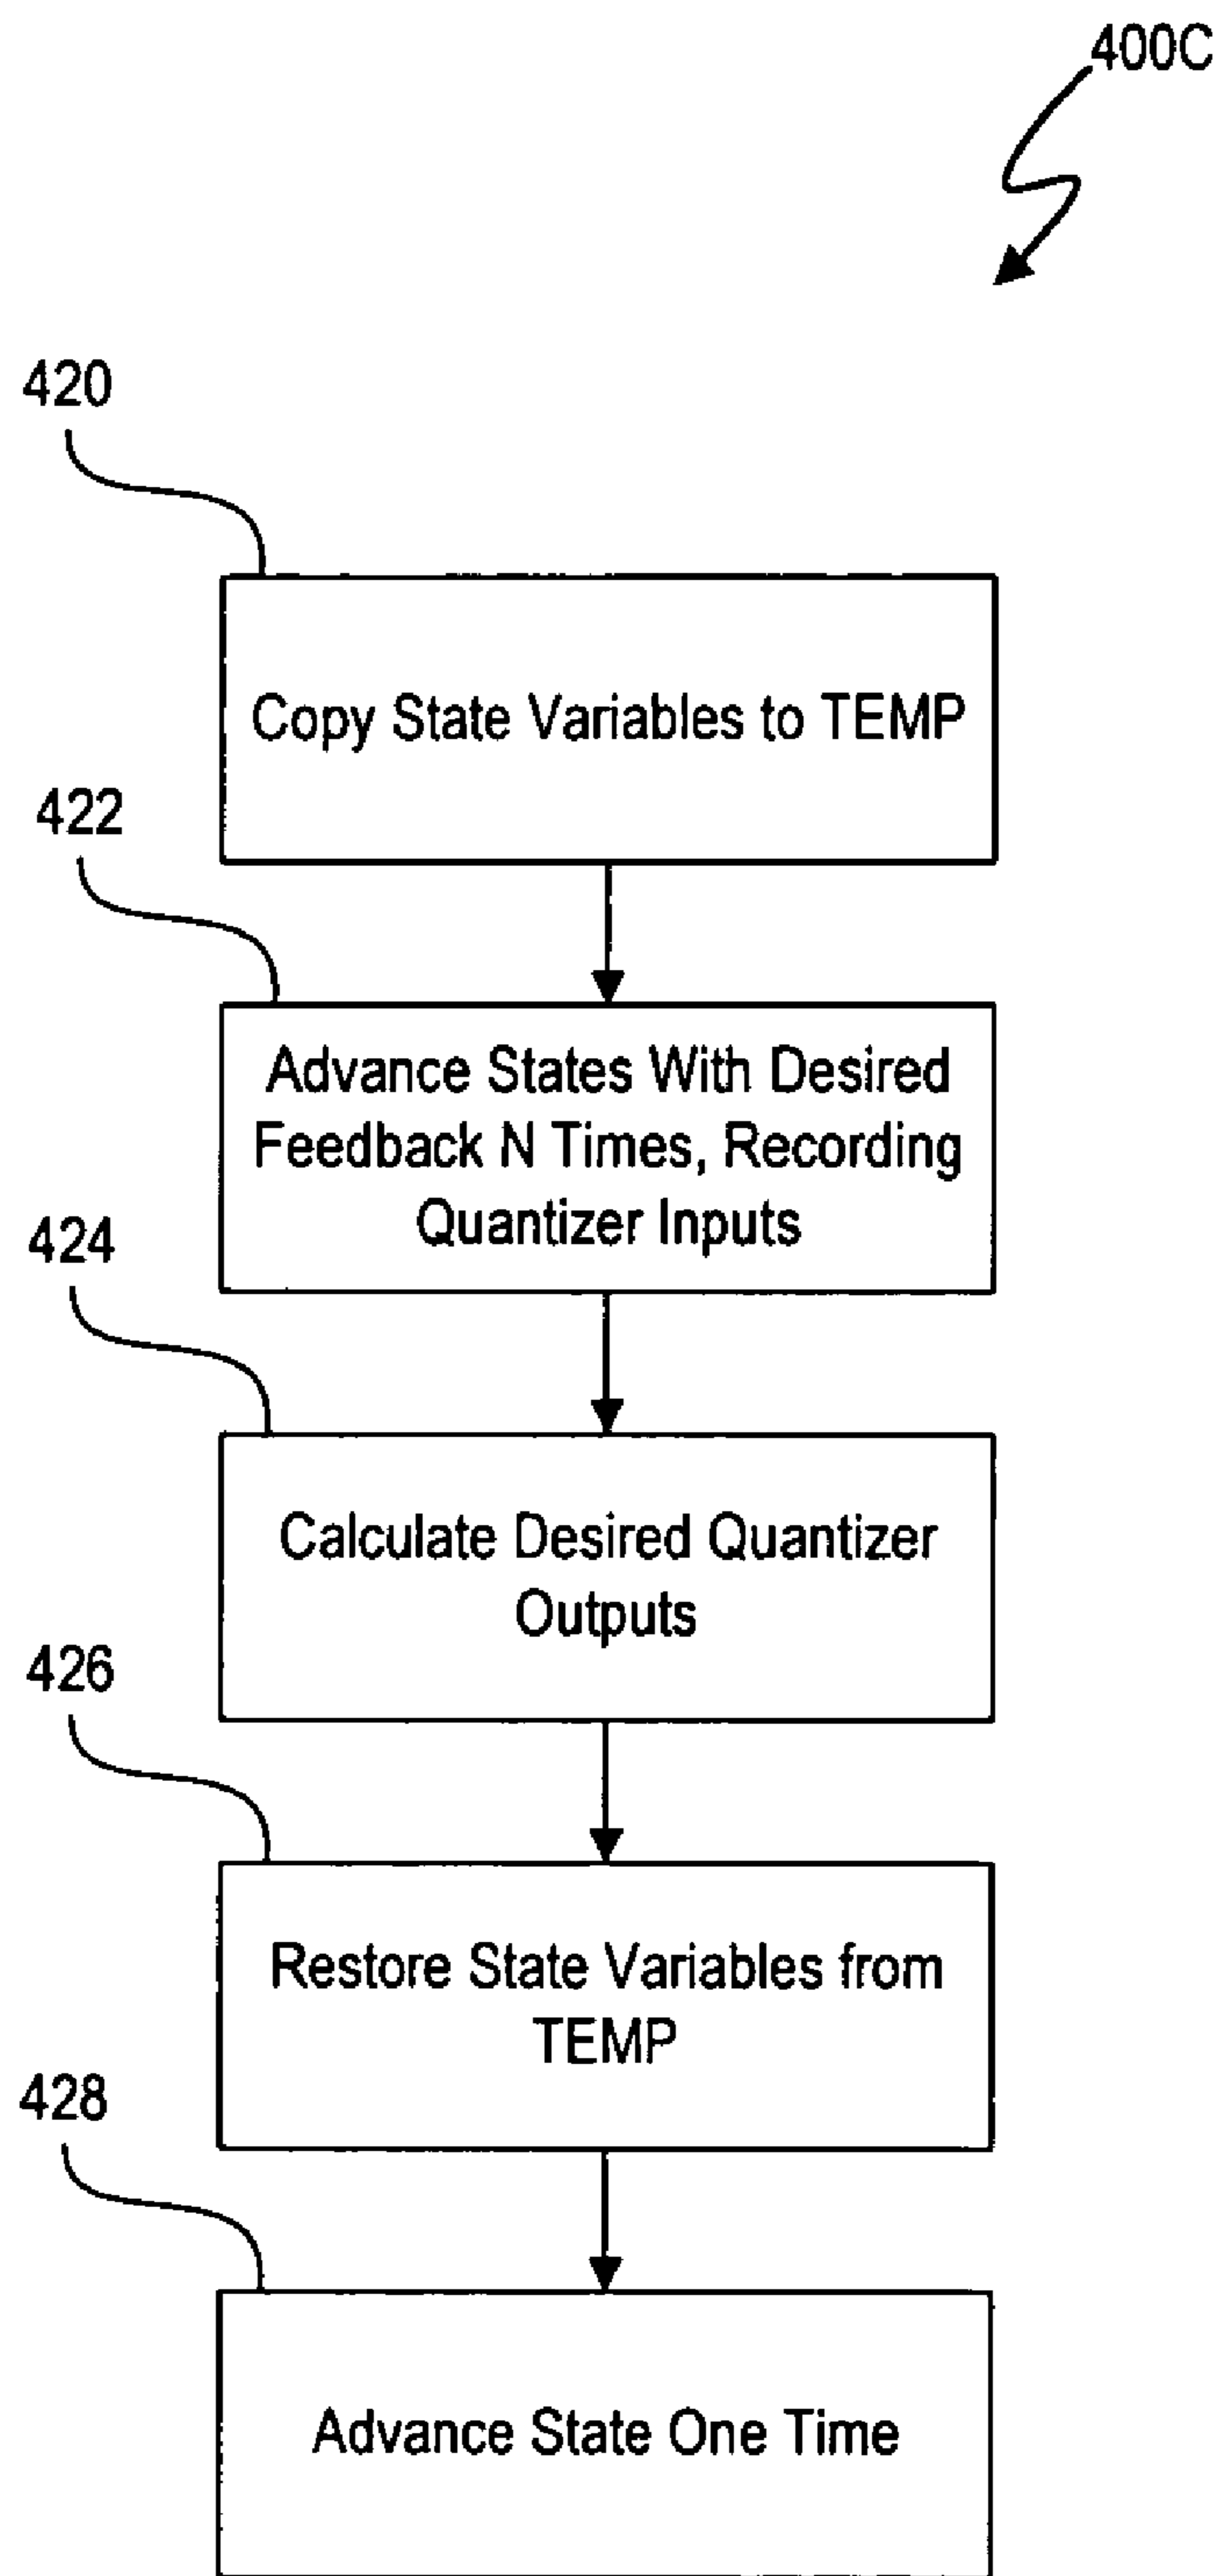 400C
420
Copy State Variables to TEMP
422
Advance States With Desired
Feedback N Times, Recording
Quantizer Inputs
424
Calculate Desired Quantizer
Outputs
426
Restore State Variables from
TEMP
428
Advance State One Time